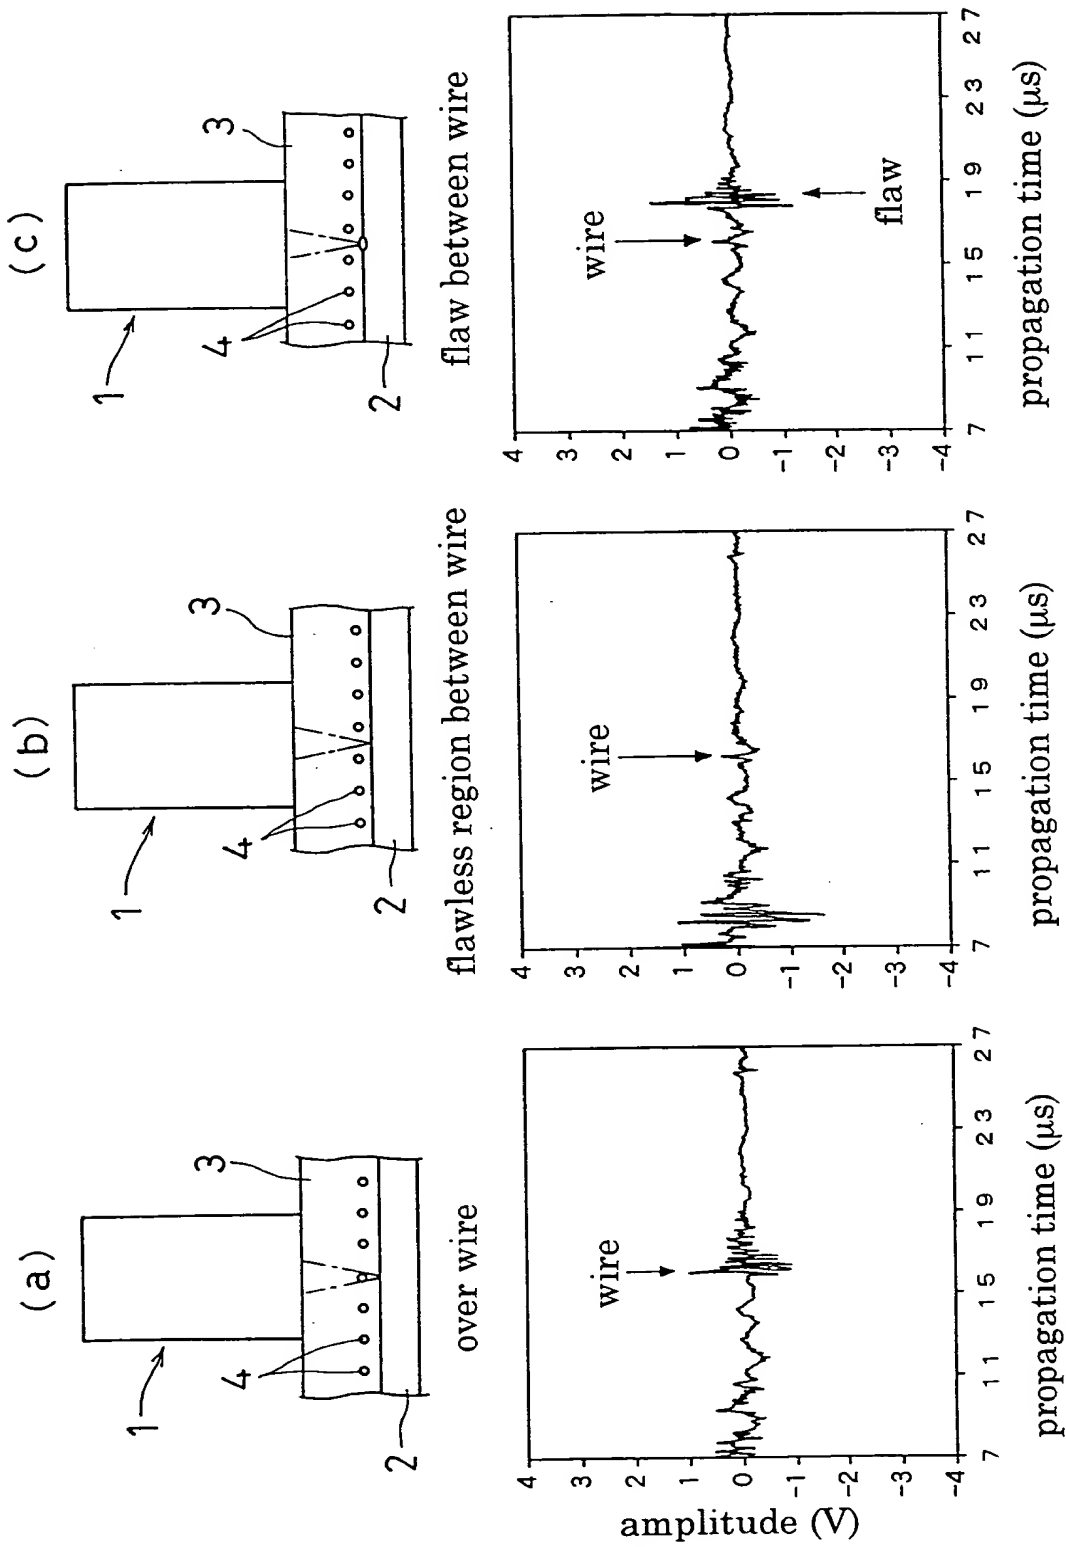 (a)
1
3
4
2
over wire
amplitude (V)
4
3
2
1
0
-1
-2
-3
-4
wire
7 11 15 19 23 27
propagation time (μs)
(b)
1
3
4
2
flawless region between wire
4
3
2
1
0
-1
-2
-3
-4
wire
7 11 15 19 23 27
propagation time (μs)
(c)
1
3
4
2
flaw between wire
4
3
2
1
0
-1
-2
-3
-4
wire
flaw
7 11 15 19 23 27
propagation time (μs)